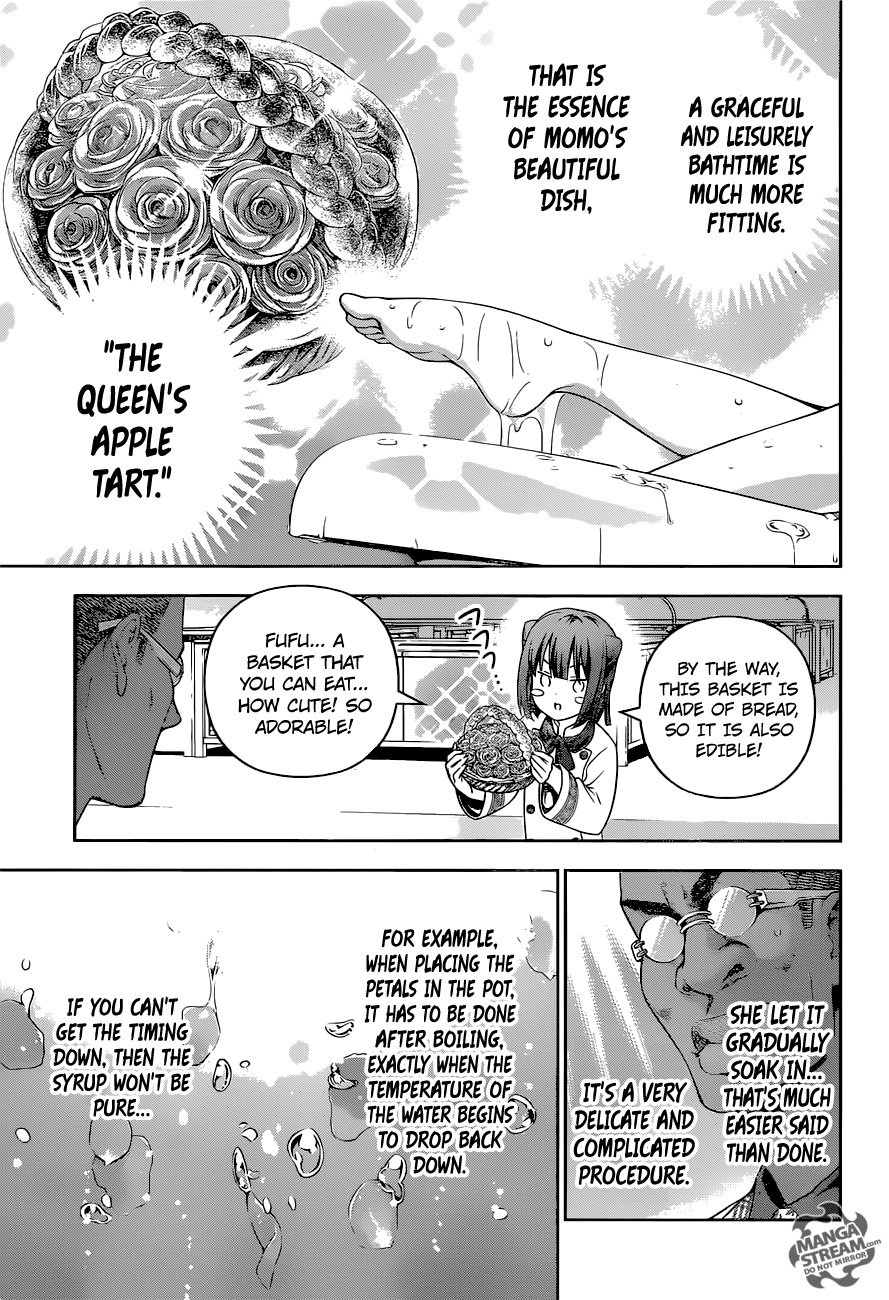 A GRACEFUL
AND LEISURELY
BATHTIME IS
MUCH MORE
FITTING.
THAT IS
THE ESSENCE
OF MOMO'S
BEAUTIFUL
DISH,
"THE
QUEEN'S
APPLE
TART."
BY THE WAY,
THIS BASKET IS
MADE OF BREAD,
SO IT IS ALSO
EDIBLE!
FUFU... A
BASKET THAT
YOU CAN EAT...
HOW CUTE! SO
ADORABLE!
SHE LET IT
GRADUALLY
SOAK IN...
THAT'S MUCH
EASIER SAID
THAN DONE.
IT'S A VERY
DELICATE AND
COMPLICATED
PROCEDURE.
FOR EXAMPLE,
WHEN PLACING THE
PETALS IN THE POT,
IT HAS TO BE DONE
AFTER BOILING,
EXACTLY WHEN THE
TEMPERATURE OF
THE WATER BEGINS
TO DROP BACK
DOWN.
IF YOU CAN'T
GET THE TIMING
DOWN, THEN THE
SYRUP WON'T BE
PURE...
MANGA
STREAM.com
DO NOT MIRROR